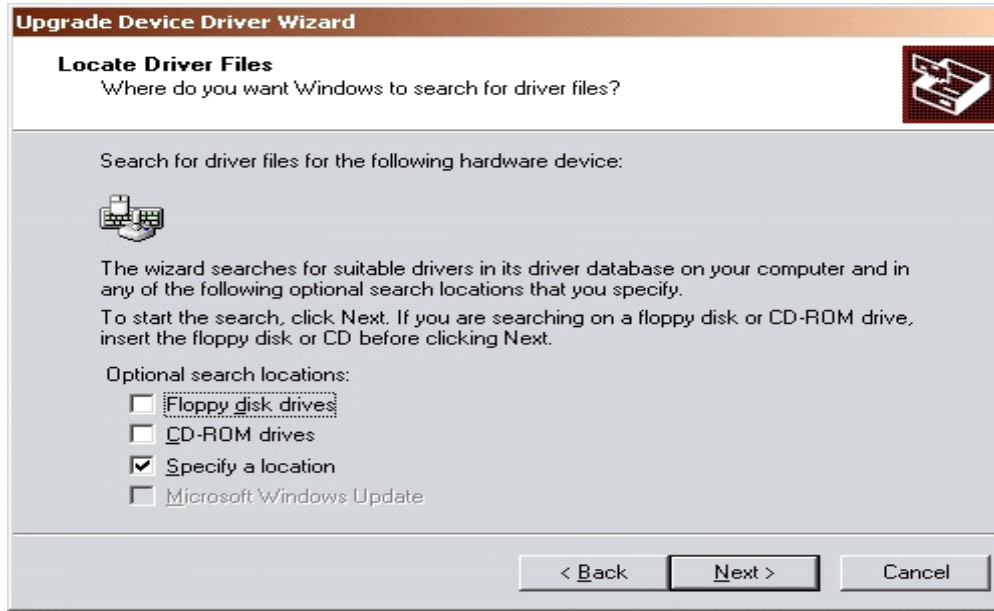 Upgrade Device Driver Wizard
Locate Driver Files
Where do you want Windows to search for driver files?
Search for driver files for the following hardware device:
The wizard searches for suitable drivers in its driver database on your computer and in
any of the following optional search locations that you specify.
To start the search, click Next. If you are searching on a floppy disk or CD-ROM drive,
insert the floppy disk or CD before clicking Next.
Optional search locations:
Floppy disk drives
CD-ROM drives
Specify a location
Microsoft Windows Update
< Back Next > Cancel